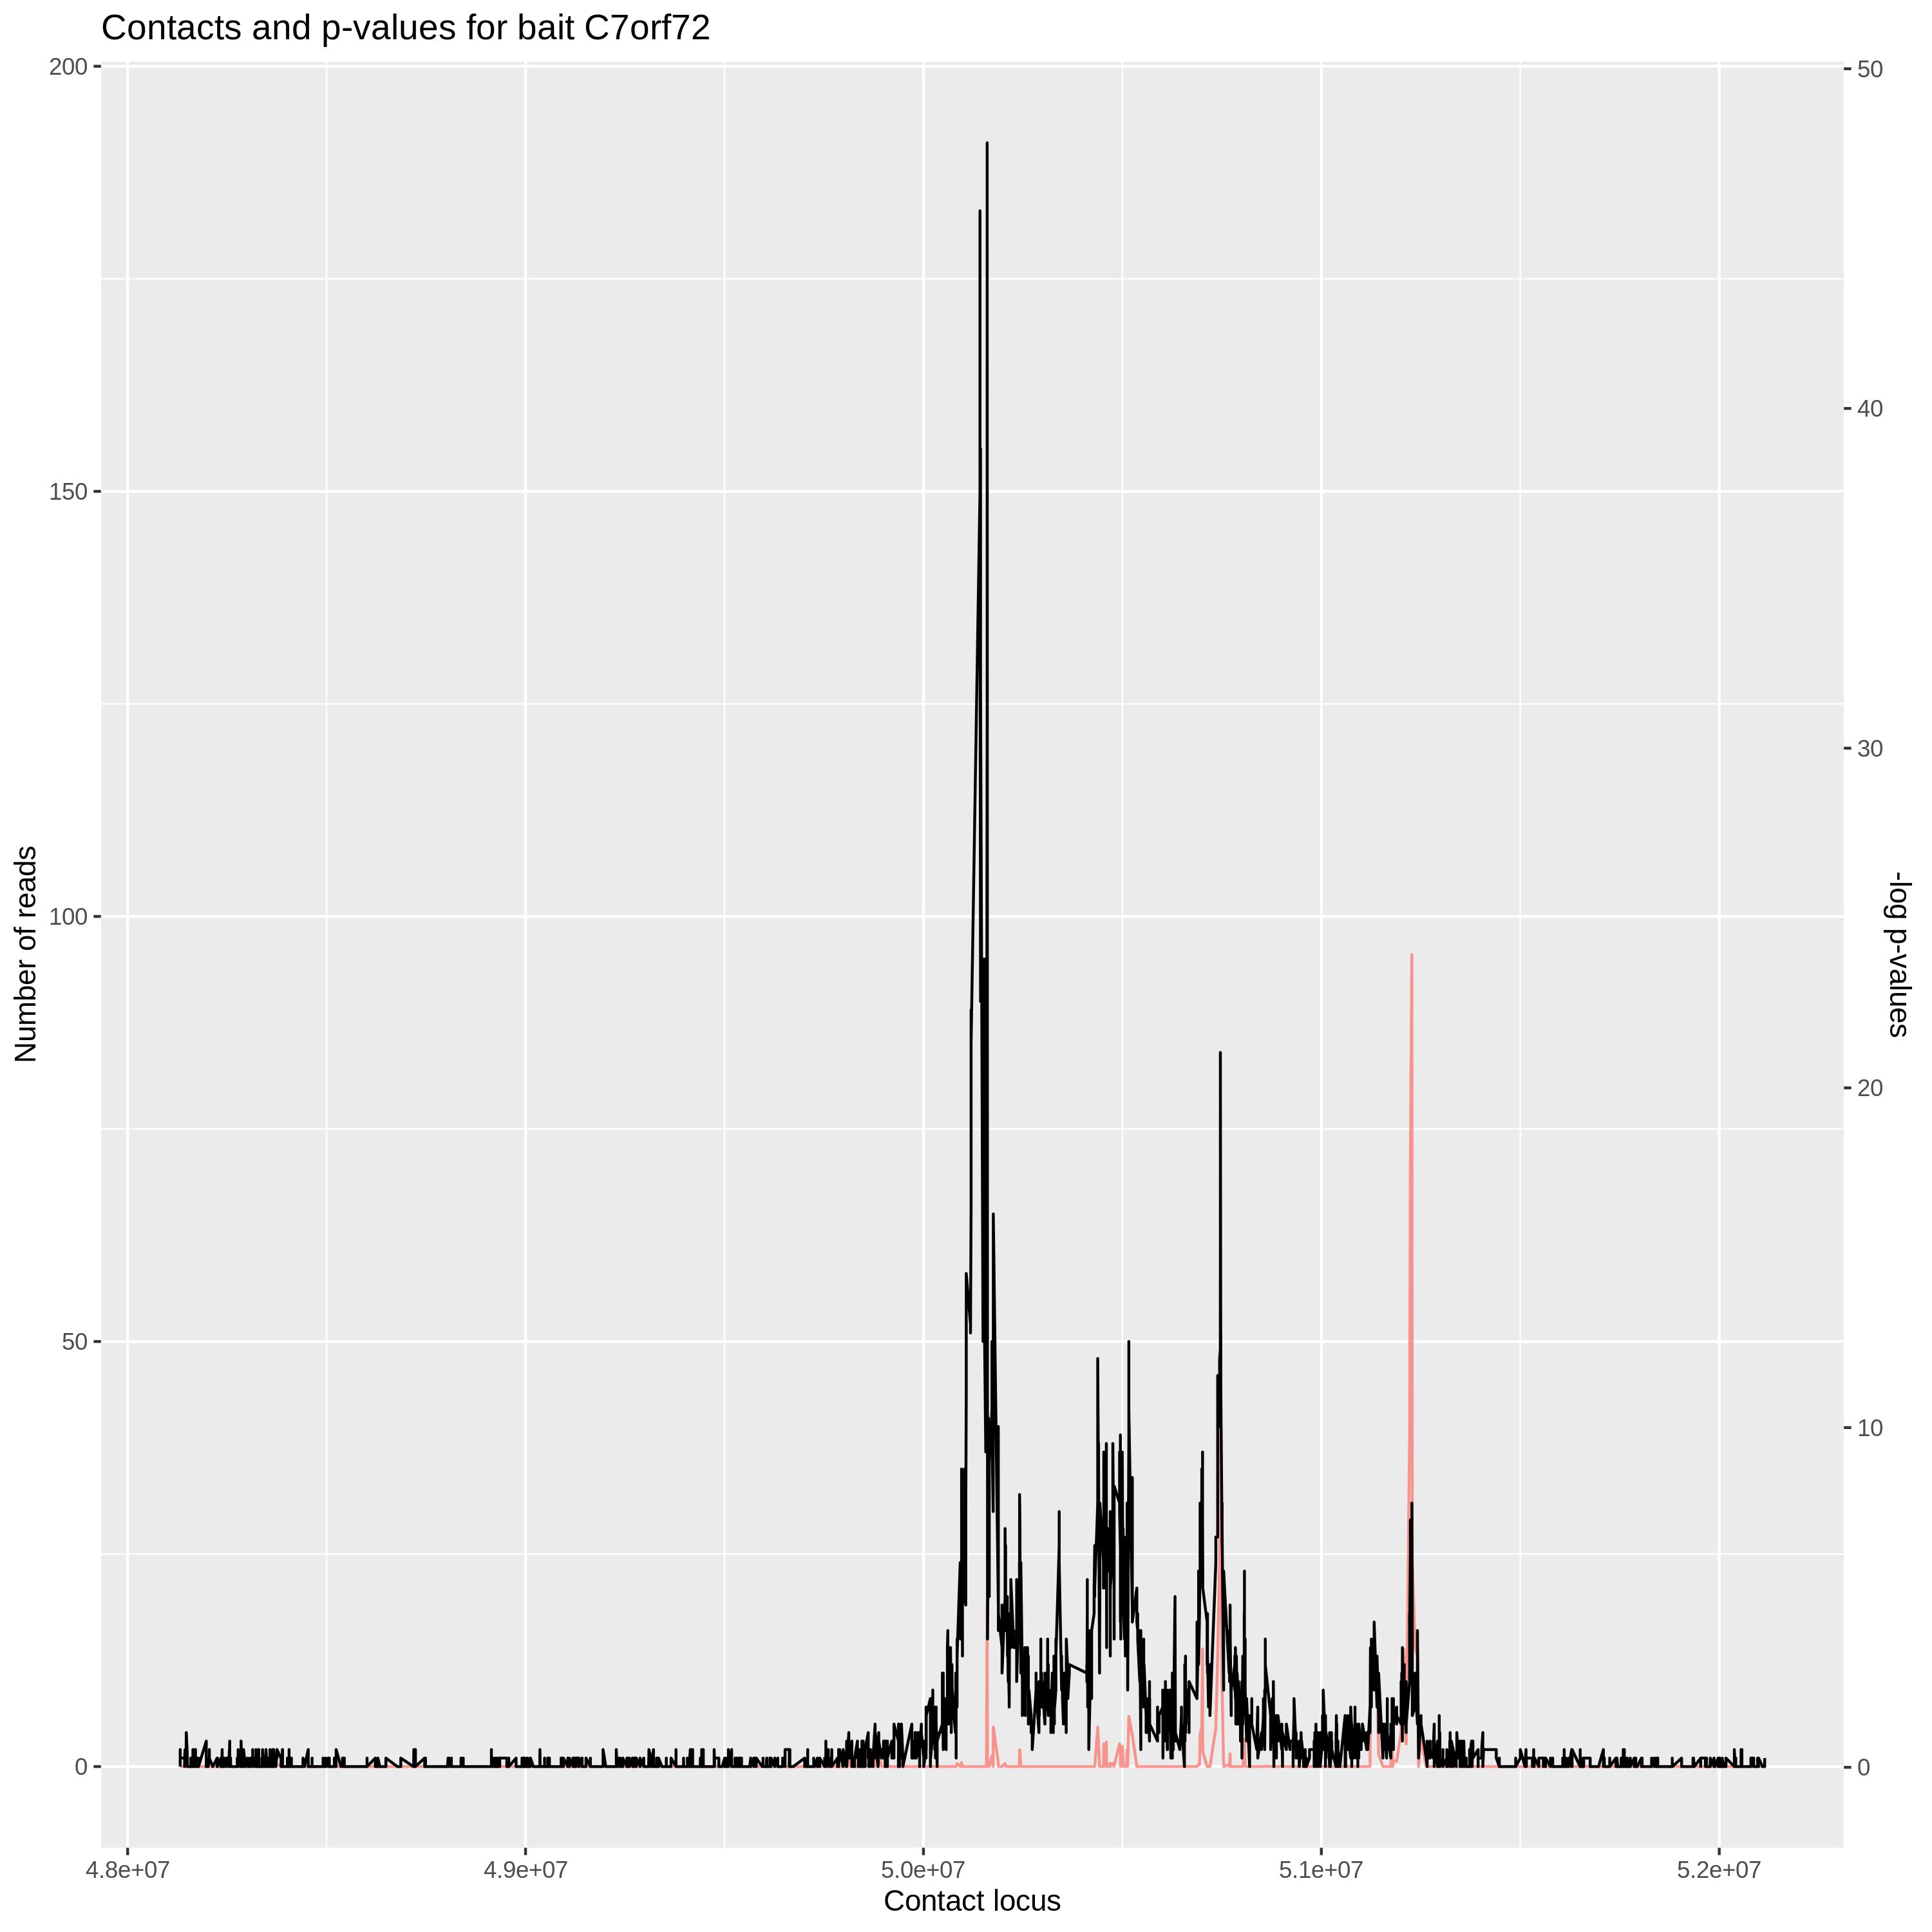 Contacts and p-values for bait C7orf72
200
150
100
50
0
Number of reads
50
40
30
20
10
0
-log p-values
4.8e+07
4.9e+07
5.0e+07
5.1e+07
5.2e+07
Contact locus